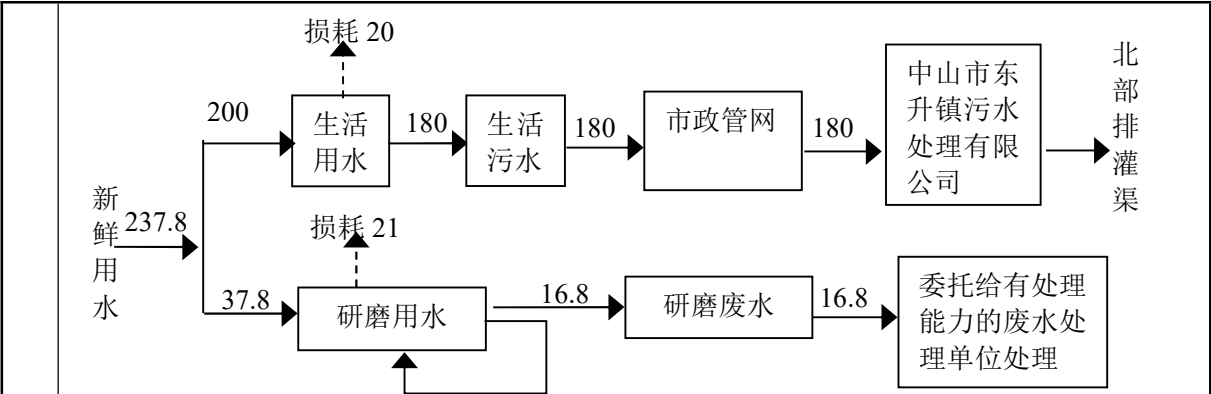 损耗 20
200
生活
用水
180
生活
污水
180
市政管网
180
中山市东
升镇污水
处理有限
公司
北
部
排
灌
渠
新
鲜
用
水
237.8
损耗 21
37.8
研磨用水
16.8
研磨废水
16.8
委托给有处理
能力的废水处
理单位处理